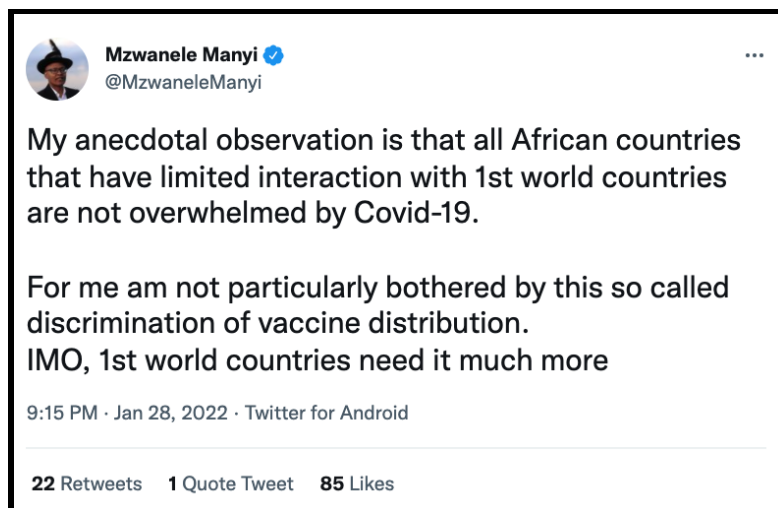 Mzwanele Manyi
@MzwaneleManyi
My anecdotal observation is that all African countries
that have limited interaction with 1st world countries
are not overwhelmed by Covid-19.
For me am not particularly bothered by this so called
discrimination of vaccine distribution.
IMO, 1st world countries need it much more
9:15 PM · Jan 28, 2022 · Twitter for Android
22 Retweets 1 Quote Tweet 85 Likes